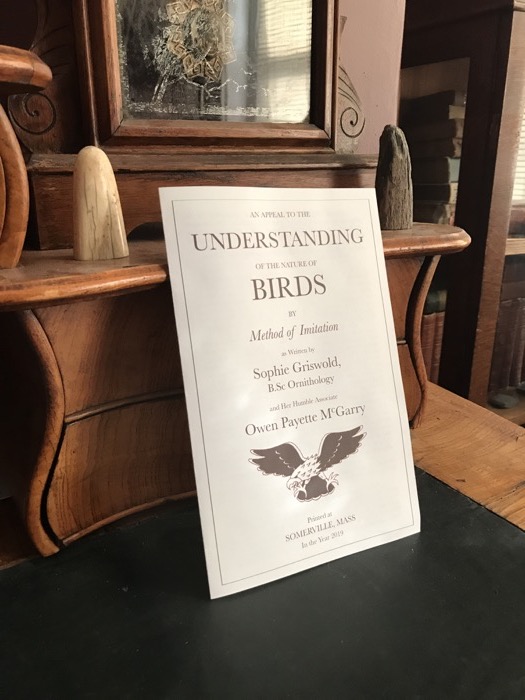 AN APPEAL TO THE
UNDERSTANDING
OF THE NATURE OF
BIRDS
BY
Method of Imitation
as Written by
Sophie Griswold,
B.Sc Ornithology
and Her Humble Associate
Owen Payette McGarry
Printed at
SOMERVILLE, MASS
In the Year 2019